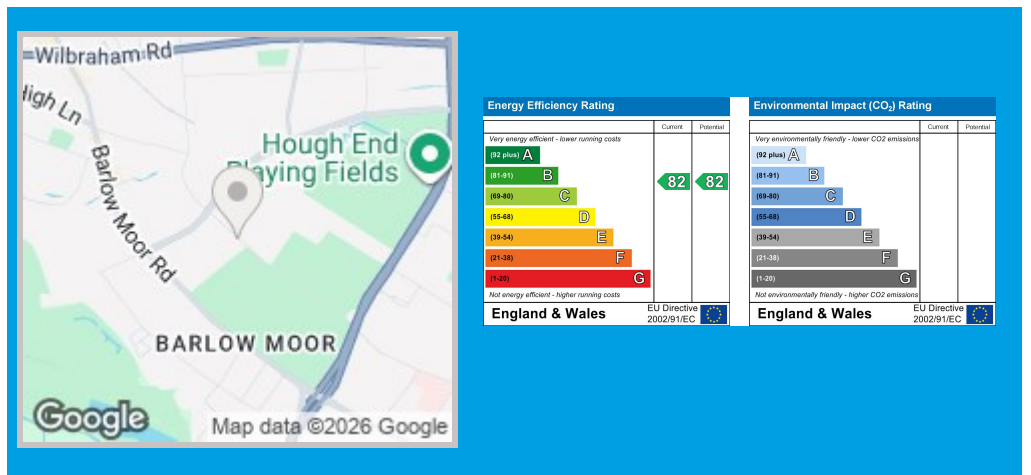 Wilbraham Rd
High Ln
Barlow Moor Rd
Hough End
Playing Fields
BARLOW MOOR
Google
Map data ©2026 Google
Energy Efficiency Rating
Current Potential
Very energy efficient - lower running costs
(92 plus) A
(81-91) B
82 82
(69-80) C
(55-68) D
(39-54) E
(21-38) F
(1-20) G
Not energy efficient - higher running costs
England & Wales
EU Directive
2002/91/EC
Environmental Impact (CO2) Rating
Current Potential
Very environmentally friendly - lower CO2 emissions
(92 plus) A
(81-91) B
(69-80) C
(55-68) D
(39-54) E
(21-38) F
(1-20) G
Not environmentally friendly - higher CO2 emissions
England & Wales
EU Directive
2002/91/EC